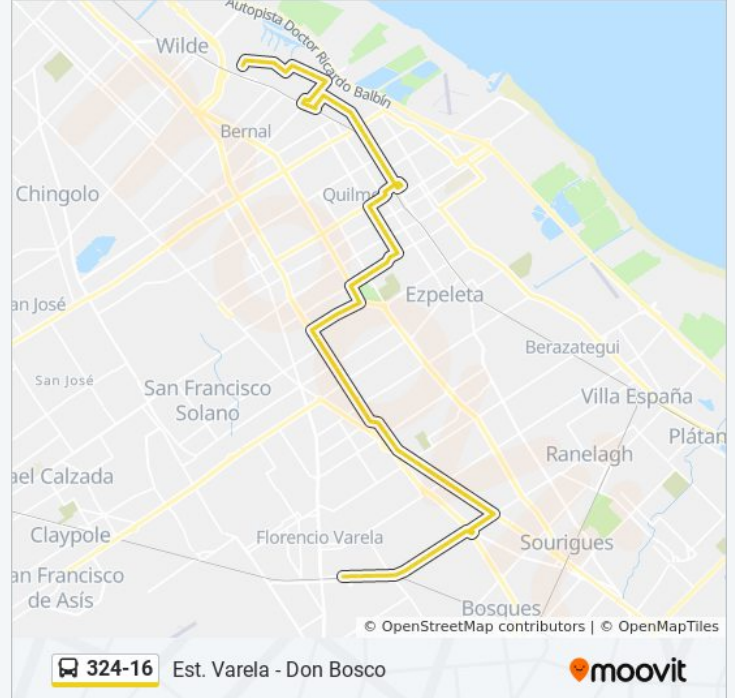 Autopista Doctor Ricardo Balbín
Wilde
Bernal
Chingolo
Quilme
an José
Ezpeleta
Berazategui
San José
San Francisco
Solano
Villa España
Plátan
Ranelagh
ael Calzada
Claypole
Florencio Varela
Sourigues
an Francisco
de Asís
Bosques
© OpenStreetMap contributors | © OpenMapTiles
324-16 Est. Varela - Don Bosco moovit